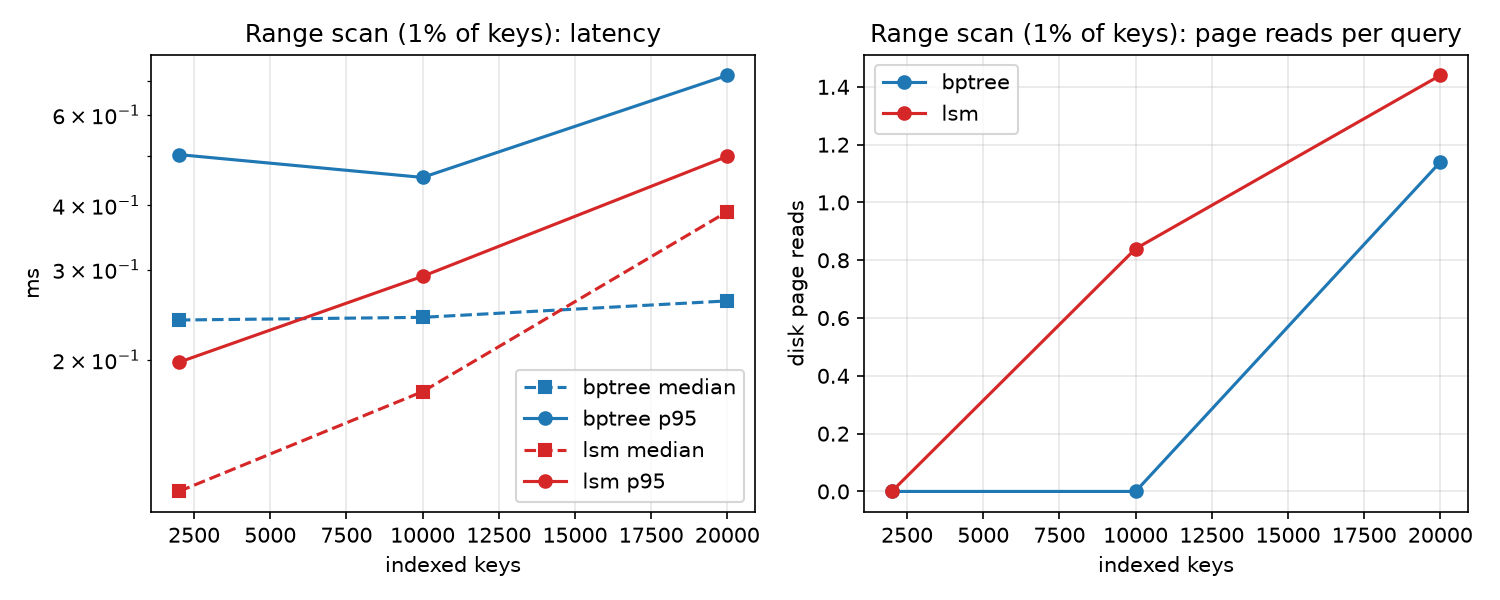 Range scan (1% of keys): latency
6 × 10⁻¹
4 × 10⁻¹
3 × 10⁻¹
2 × 10⁻¹
ms
bptree median
bptree p95
lsm median
lsm p95
2500 5000 7500 10000 12500 15000 17500 20000
indexed keys
Range scan (1% of keys): page reads per query
bptree
lsm
1.4
1.2
1.0
0.8
0.6
0.4
0.2
0.0
disk page reads
2500 5000 7500 10000 12500 15000 17500 20000
indexed keys